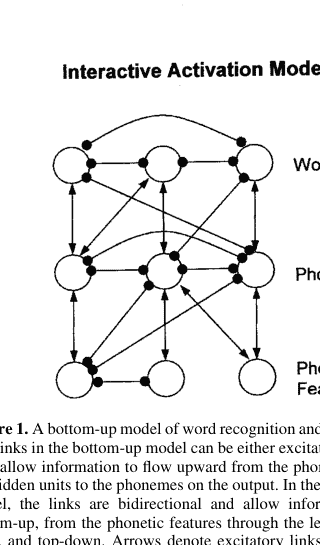 Interactive Activation Mode
Wo
Pho
Pho
Fea
re 1. A bottom-up model of word recognition and
links in the bottom-up model can be either excitat
allow information to flow upward from the phor
idden units to the phonemes on the output. In the
el, the links are bidirectional and allow infor
m-up, from the phonetic features through the le
, and top-down. Arrows denote excitatory links